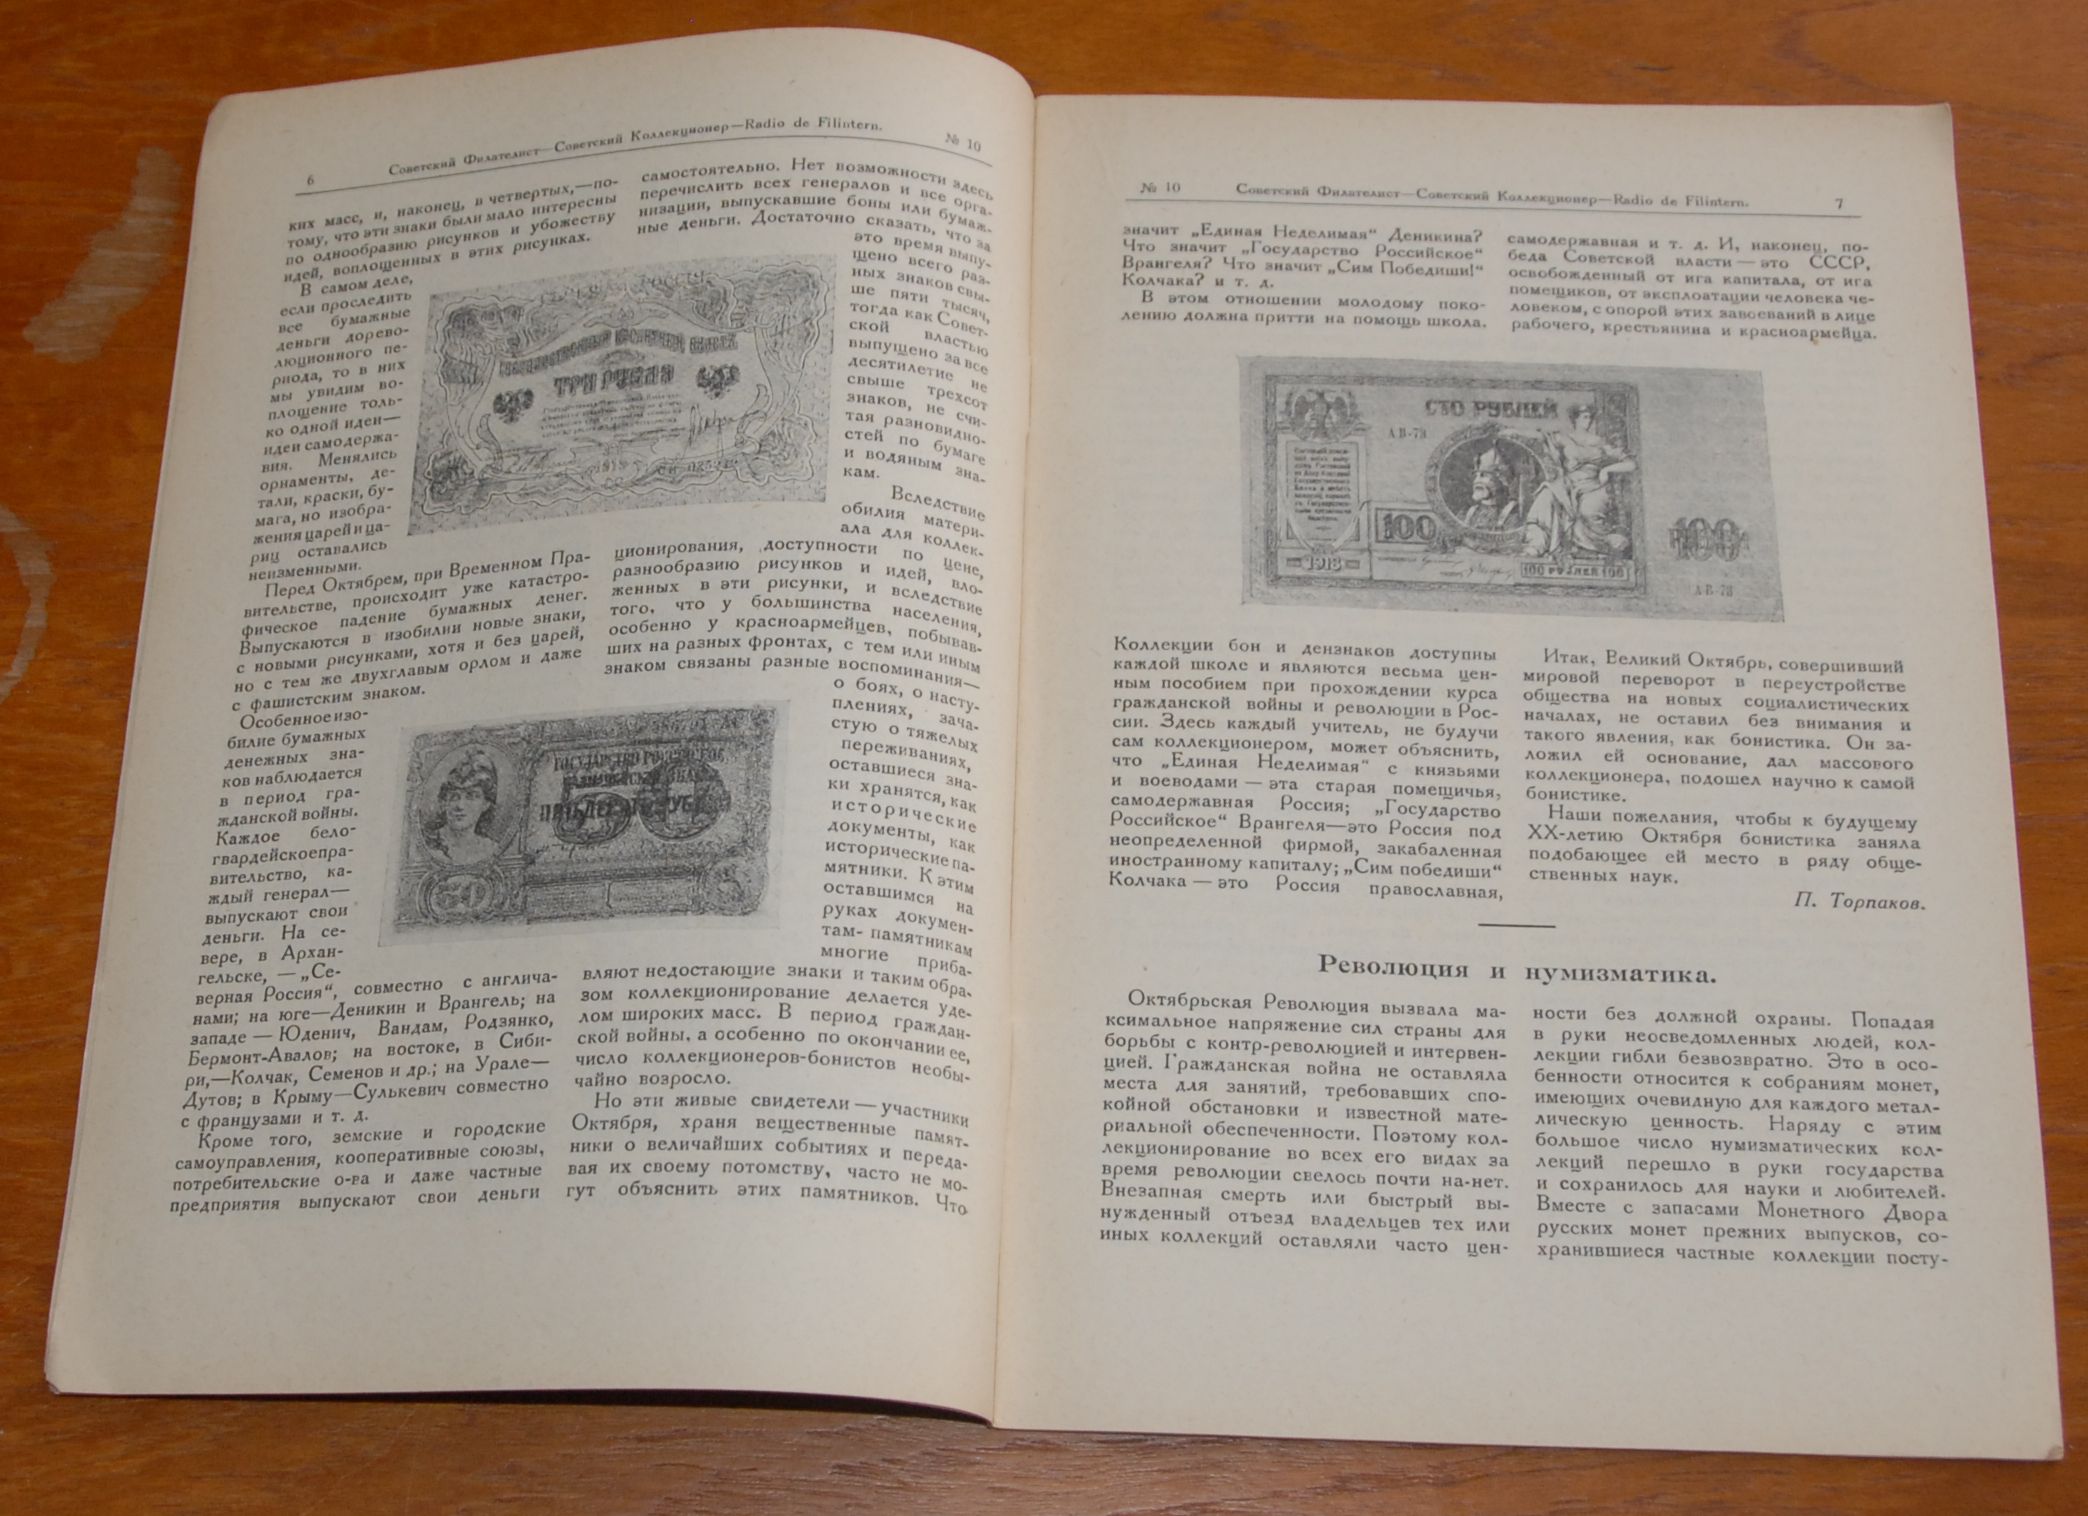 6
Советский Филателист—Советский Коллекционер—Radio de Filintern.
№ 10
ких масс, и, наконец, в четвертых,—по-
тому, что эти знаки были мало интересны
по однообразию рисунков и убожеству
идей, воплощенных в этих рисунках.
В самом деле,
если проследить
все бумажные
деньги дорево-
люционного пе-
риода, то в них
мы увидим во-
площение толь-
ко одной идеи—
идеи самодержа-
вия. Менялись
орнаменты, де-
тали, краски, бу-
мага, но изобра-
жения царей и ца-
риц оставались
неизменными.
Перед Октябрем, при Временном Пра-
вительстве, происходит уже катастро-
фическое падение бумажных денег.
Выпускаются в изобилии новые знаки,
с новыми рисунками, хотя и без царей,
но с тем же двухглавым орлом и даже
с фашистским знаком.
Особенное изо-
билие бумажных
денежных зна-
ков наблюдается
в период гра-
жданской войны.
Каждое бело-
гвардейское пра-
вительство, ка-
ждый генерал—
выпускают свои
деньги. На се-
вере, в Архан-
гельске, — „Се-
верная Россия“, совместно с англича-
нами; на юге—Деникин и Врангель; на
западе — Юденич, Вандам, Родзянко,
Бермонт-Авалов; на востоке, в Сиби-
ри,—Колчак, Семенов и др.; на Урале—
Дутов; в Крыму—Сулькевич совместно
с французами и т. д.
Кроме того, земские и городские
самоуправления, кооперативные союзы,
потребительские о-ва и даже частные
предприятия выпускают свои деньги
самостоятельно. Нет возможности здесь
перечислить всех генералов и все орга-
низации, выпускавшие боны или бумаж-
ные деньги. Достаточно сказать, что за
это время выпу-
щено всего раз-
ных знаков свы-
ше пяти тысяч,
тогда как Совет-
ской властью
выпущено за все
десятилетие не
свыше трехсот
знаков, не счи-
тая разновидно-
стей по бумаге
и водяным зна-
кам.
Вследствие
обилия матери-
ала для коллек-
ционирования, доступности по цене,
разнообразию рисунков и идей, вло-
женных в эти рисунки, и вследствие
того, что у большинства населения,
особенно у красноармейцев, побывав-
ших на разных фронтах, с тем или иным
знаком связаны разные воспоминания—
о боях, о насту-
плениях, зача-
стую о тяжелых
переживаниях,
оставшиеся зна-
ки хранятся, как
исторические
документы, как
исторические па-
мятники. К этим
оставшимся на
руках докумен-
там- памятникам
многие приба-
вляют недостающие знаки и таким обра-
зом коллекционирование делается уде-
лом широких масс. В период граждан-
ской войны, а особенно по окончании ее,
число коллекционеров-бонистов необы-
чайно возросло.
Но эти живые свидетели — участники
Октября, храня вещественные памят-
ники о величайших событиях и переда-
вая их своему потомству, часто не мо-
гут объяснить этих памятников. Что
ТРИ РУБЛЯ
1919
ГОСУДАРСТВО РОССИЙСКОЕ
50
50
№ 10
Советский Филателист—Советский Коллекционер—Radio de Filintern.
7
значит „Единая Неделимая“ Деникина?
Что значит „Государство Российское“
Врангеля? Что значит „Сим Победиши!“
Колчака? и т. д.
В этом отношении молодому поко-
лению должна притти на помощь школа.
самодержавная и т. д. И, наконец, по-
беда Советской власти — это СССР,
освобожденный от ига капитала, от ига
помещиков, от эксплоатации человека че-
ловеком, с опорой этих завоеваний в лице
рабочего, крестьянина и красноармейца.
СТО РУБЛЕЙ
АВ-73
100
1918
100 РУБЛЕЙ 100
100
АВ-73
Коллекции бон и дензнаков доступны
каждой школе и являются весьма цен-
ным пособием при прохождении курса
гражданской войны и революции в Рос-
сии. Здесь каждый учитель, не будучи
сам коллекционером, может объяснить,
что „Единая Неделимая“ с князьями
и воеводами — эта старая помещичья,
самодержавная Россия; „Государство
Российское“ Врангеля—это Россия под
неопределенной фирмой, закабаленная
иностранному капиталу; „Сим победиши“
Колчака — это Россия православная,
Итак, Великий Октябрь, совершивший
мировой переворот в переустройстве
общества на новых социалистических
началах, не оставил без внимания и
такого явления, как бонистика. Он за-
ложил ей основание, дал массового
коллекционера, подошел научно к самой
бонистике.
Наши пожелания, чтобы к будущему
XX-летию Октября бонистика заняла
подобающее ей место в ряду обще-
ственных наук.
П. Торпаков.
Революция и нумизматика.
Октябрьская Революция вызвала ма-
ксимальное напряжение сил страны для
борьбы с контр-революцией и интервен-
цией. Гражданская война не оставляла
места для занятий, требовавших спо-
койной обстановки и известной мате-
риальной обеспеченности. Поэтому кол-
лекционирование во всех его видах за
время революции свелось почти на-нет.
Внезапная смерть или быстрый вы-
нужденный отъезд владельцев тех или
иных коллекций оставляли часто цен-
ности без должной охраны. Попадая
в руки неосведомленных людей, кол-
лекции гибли безвозвратно. Это в осо-
бенности относится к собраниям монет,
имеющих очевидную для каждого метал-
лическую ценность. Наряду с этим
большое число нумизматических кол-
лекций перешло в руки государства
и сохранилось для науки и любителей.
Вместе с запасами Монетного Двора
русских монет прежних выпусков, со-
хранившиеся частные коллекции посту-